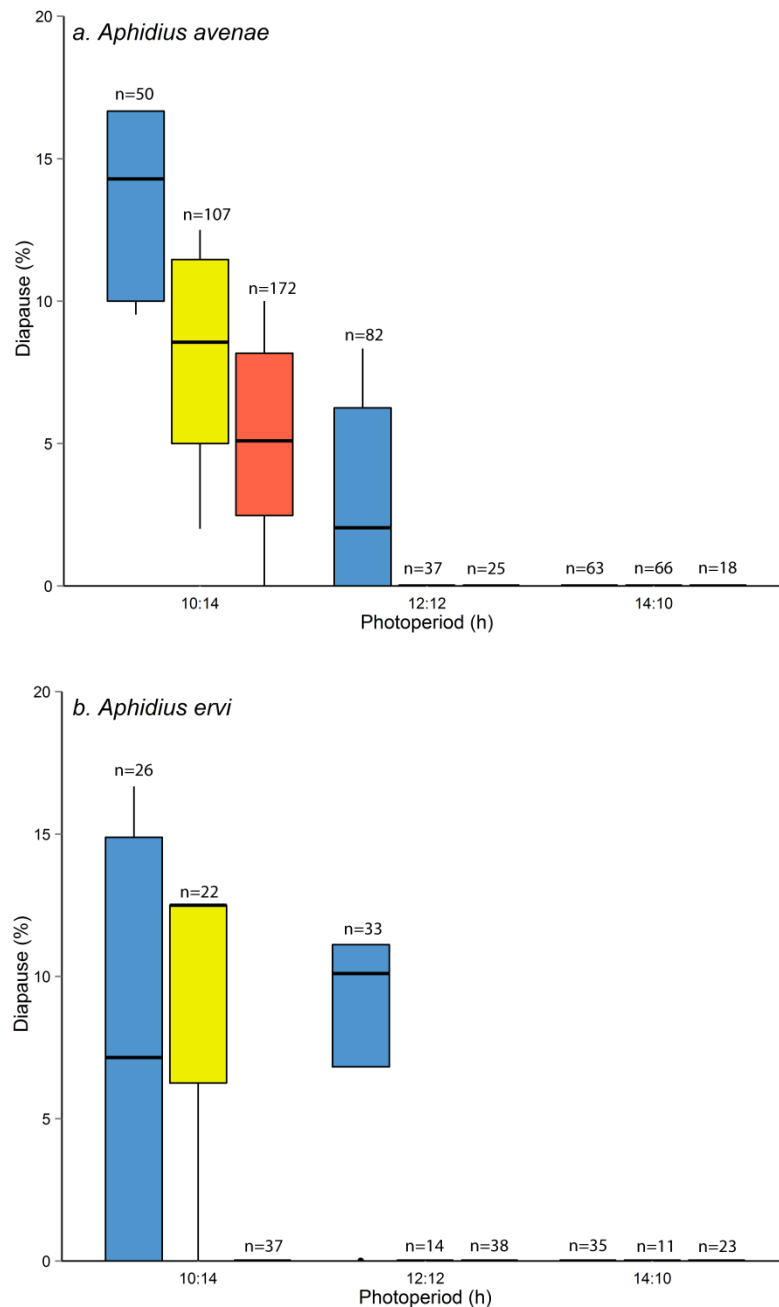 20
a. Aphidius avenae
n=50
15
n=107
n=172
10
n=82
5
n=37 n=25 n=63 n=66 n=18
0
10:14 12:12 14:10
Diapause (%)
Photoperiod (h)
20
b. Aphidius ervi
n=26
15
n=22
n=33
10
5
n=37 n=14 n=38 n=35 n=11 n=23
0
10:14 12:12 14:10
Diapause (%)
Photoperiod (h)